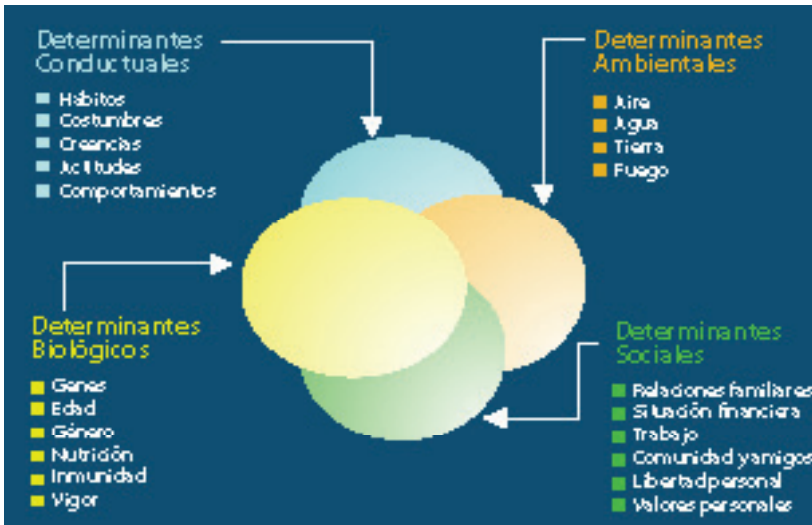 Determinantes
Conductuales
Hábitos
Costumbres
Creencias
Actitudes
Comportamientos
Determinantes
Ambientales
Aire
Agua
Tierra
Fuego
Determinantes
Biológicos
Genes
Edad
Género
Nutrición
Inmunidad
Vigor
Determinantes
Sociales
Relaciones familiares
Situación financiera
Trabajo
Comunidad y amigos
Libertad personal
Valores personales